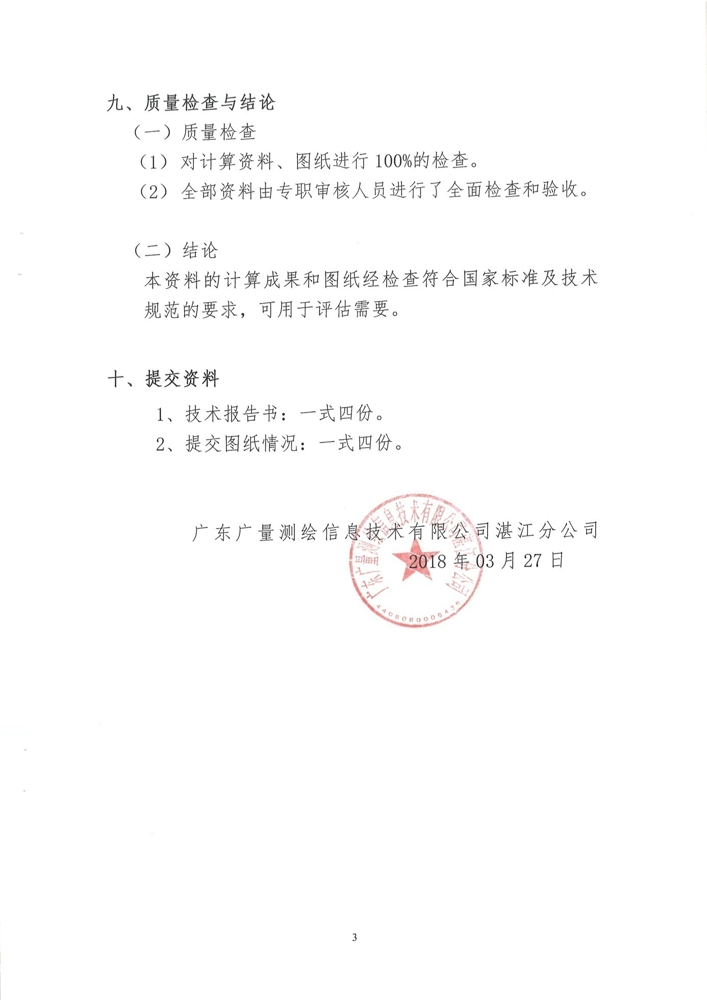 九、质量检查与结论
（一）质量检查
（1）对计算资料、图纸进行 100%的检查。
（2）全部资料由专职审核人员进行了全面检查和验收。
（二）结论
本资料的计算成果和图纸经检查符合国家标准及技术
规范的要求，可用于评估需要。
十、提交资料
1、技术报告书：一式四份。
2、提交图纸情况：一式四份。
广东广量测绘信息技术有限公司湛江分公司
广东广量测绘信息技术有限公司湛江分公司
2018 年 03 月 27 日
3